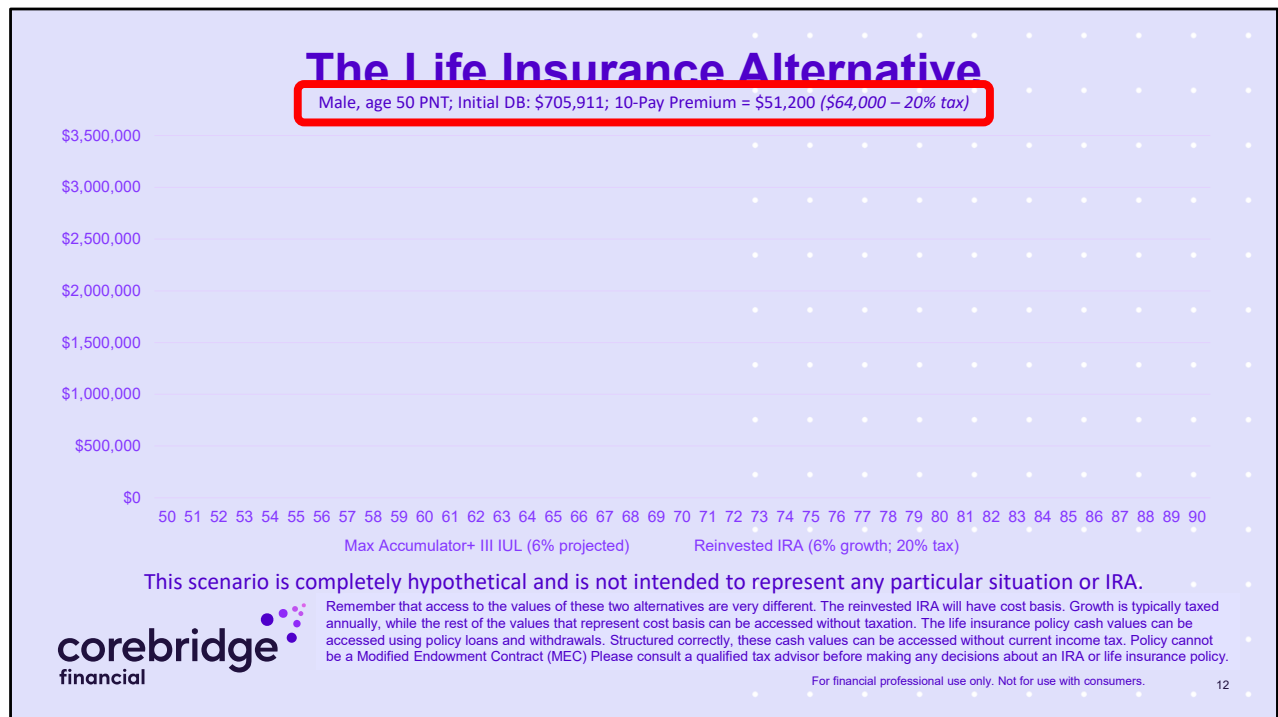 The Life Insurance Alternative
Male, age 50 PNT; Initial DB: $705,911; 10-Pay Premium = $51,200 ($64,000 – 20% tax)
$3,500,000
$3,000,000
$2,500,000
$2,000,000
$1,500,000
$1,000,000
$500,000
$0
50 51 52 53 54 55 56 57 58 59 60 61 62 63 64 65 66 67 68 69 70 71 72 73 74 75 76 77 78 79 80 81 82 83 84 85 86 87 88 89 90
Max Accumulator+ III IUL (6% projected) Reinvested IRA (6% growth; 20% tax)
This scenario is completely hypothetical and is not intended to represent any particular situation or IRA.
Remember that access to the values of these two alternatives are very different. The reinvested IRA will have cost basis. Growth is typically taxed
annually, while the rest of the values that represent cost basis can be accessed without taxation. The life insurance policy cash values can be
accessed using policy loans and withdrawals. Structured correctly, these cash values can be accessed without current income tax. Policy cannot
be a Modified Endowment Contract (MEC) Please consult a qualified tax advisor before making any decisions about an IRA or life insurance policy.
corebridge
financial
For financial professional use only. Not for use with consumers.
12